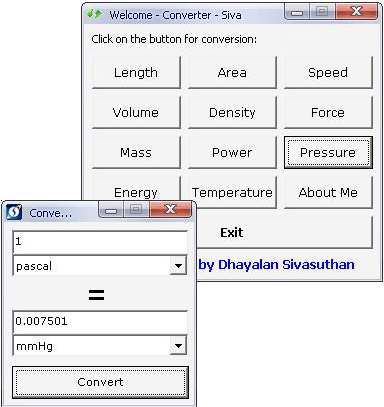 Welcome - Converter - Siva
Click on the button for conversion:
Length Area Speed
Volume Density Force
Mass Power Pressure
Energy Temperature About Me
Exit
by Dhayalan Sivasuthan
Conve...
1
pascal
=
0.007501
mmHg
Convert